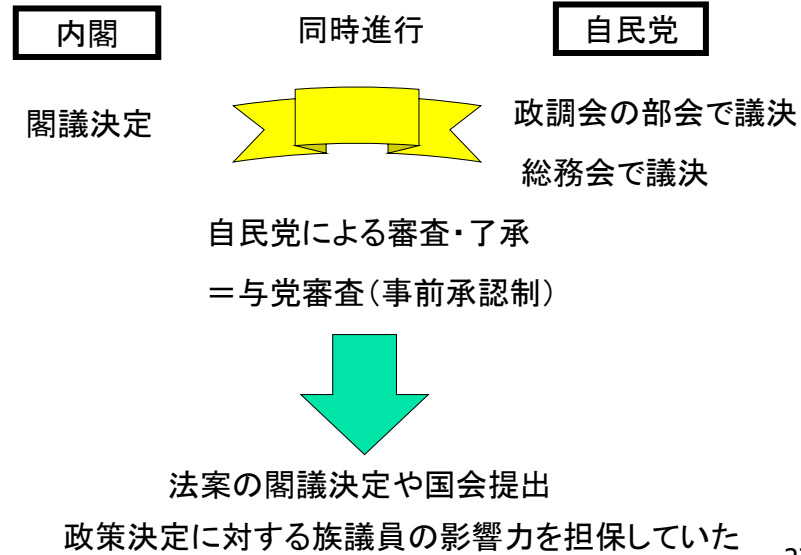 内閣
同時進行
自民党
閣議決定
政調会の部会で議決
総務会で議決
自民党による審査・了承
＝与党審査(事前承認制)
法案の閣議決定や国会提出
政策決定に対する族議員の影響力を担保していた